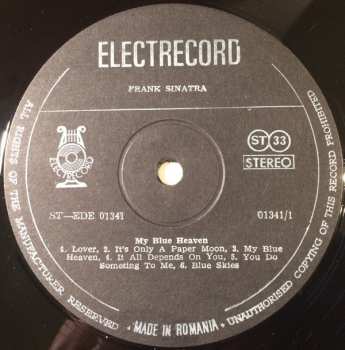 ELECTRECORD
FRANK SINATRA
ELECTRECORD
ST 33
STEREO
ST—EDE 01341
01341/1
My Blue Heaven
1. Lover, 2. It's Only A Paper Moon, 3. My Blue
Heaven, 4. It All Depends On You, 5. You Do
Someting To Me, 6. Blue Skies
ALL RIGHTS OF THE MANUFACTURER RESERVED · MADE IN ROMANIA · UNAUTHORISED COPYING OF THIS RECORD PROHIBITED